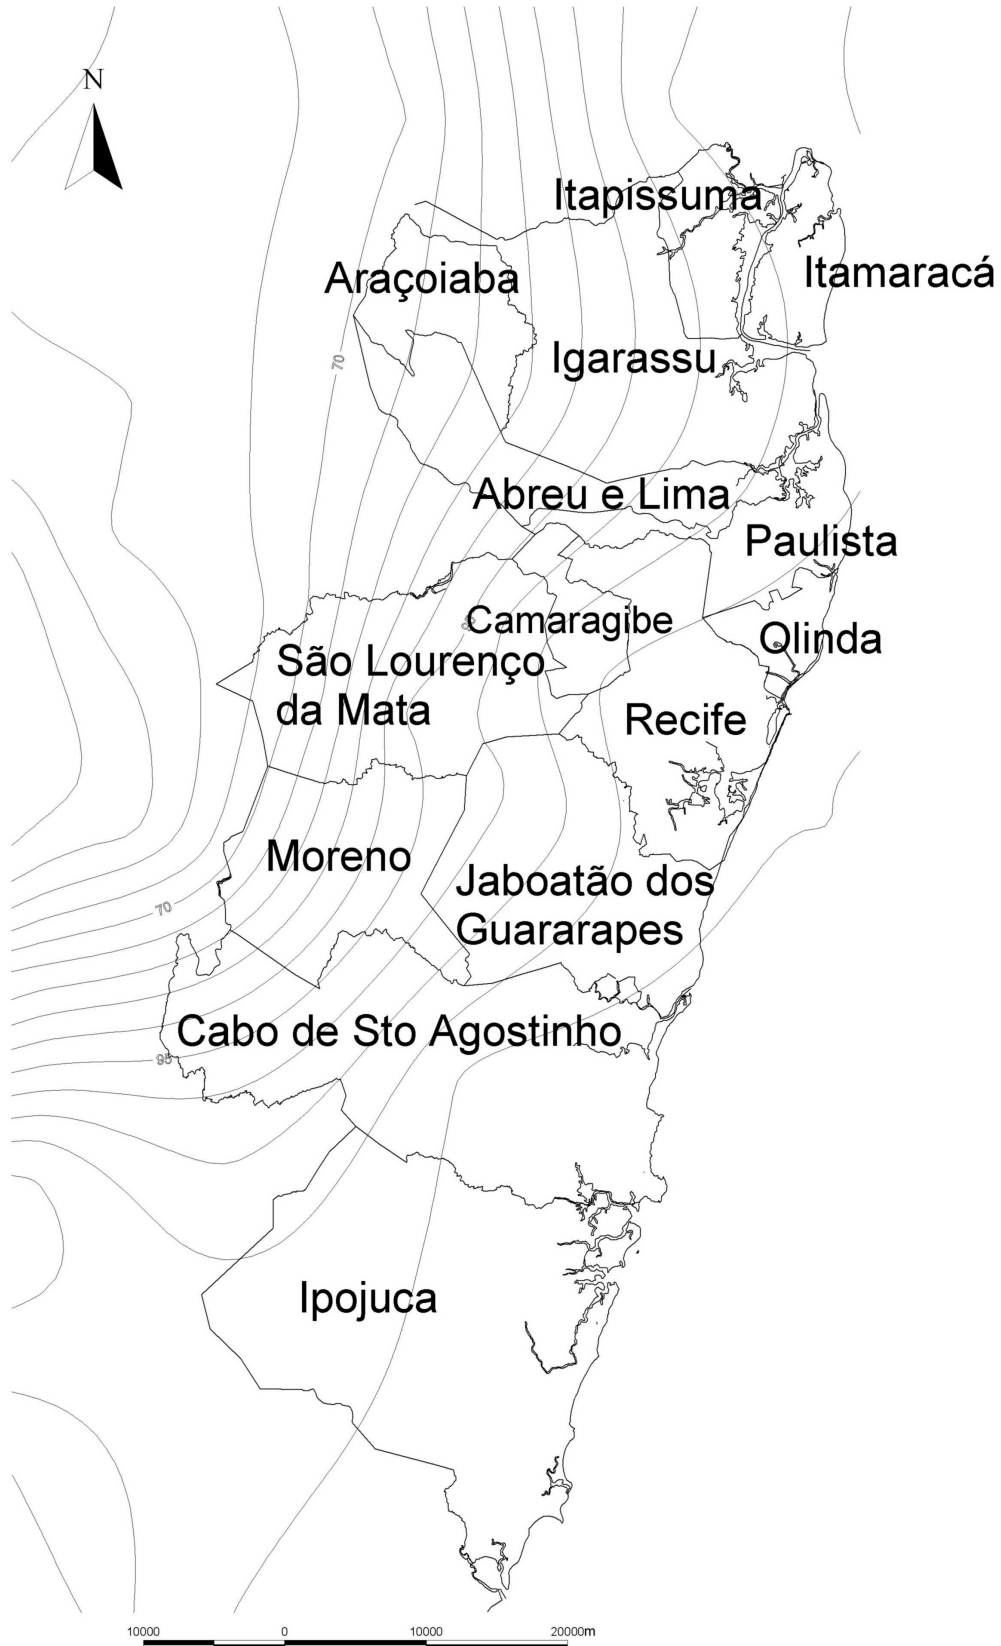 N
Itapissuma
Itamaracá
Araçoiaba
Igarassu
70
Abreu e Lima
Paulista
Camaragibe
Olinda
São Lourenço
da Mata
Recife
Moreno
Jaboatão dos
Guararapes
70
Cabo de Sto Agostinho
95
Ipojuca
10000 0 10000 20000m